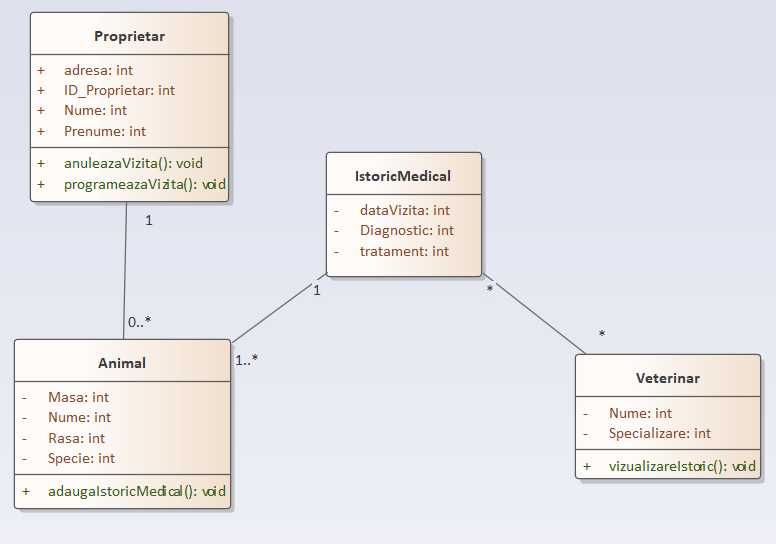 Proprietar
+ adresa: int
+ ID_Proprietar: int
+ Nume: int
+ Prenume: int
+ anuleazaVizita(): void
+ programeazaVizita(): void
1
0..*
IstoricMedical
- dataVizita: int
- Diagnostic: int
- tratament: int
1
1..*
*
*
Animal
- Masa: int
- Nume: int
- Rasa: int
- Specie: int
+ adaugaIstoricMedical(): void
Veterinar
- Nume: int
- Specializare: int
+ vizualizareIstoric(): void